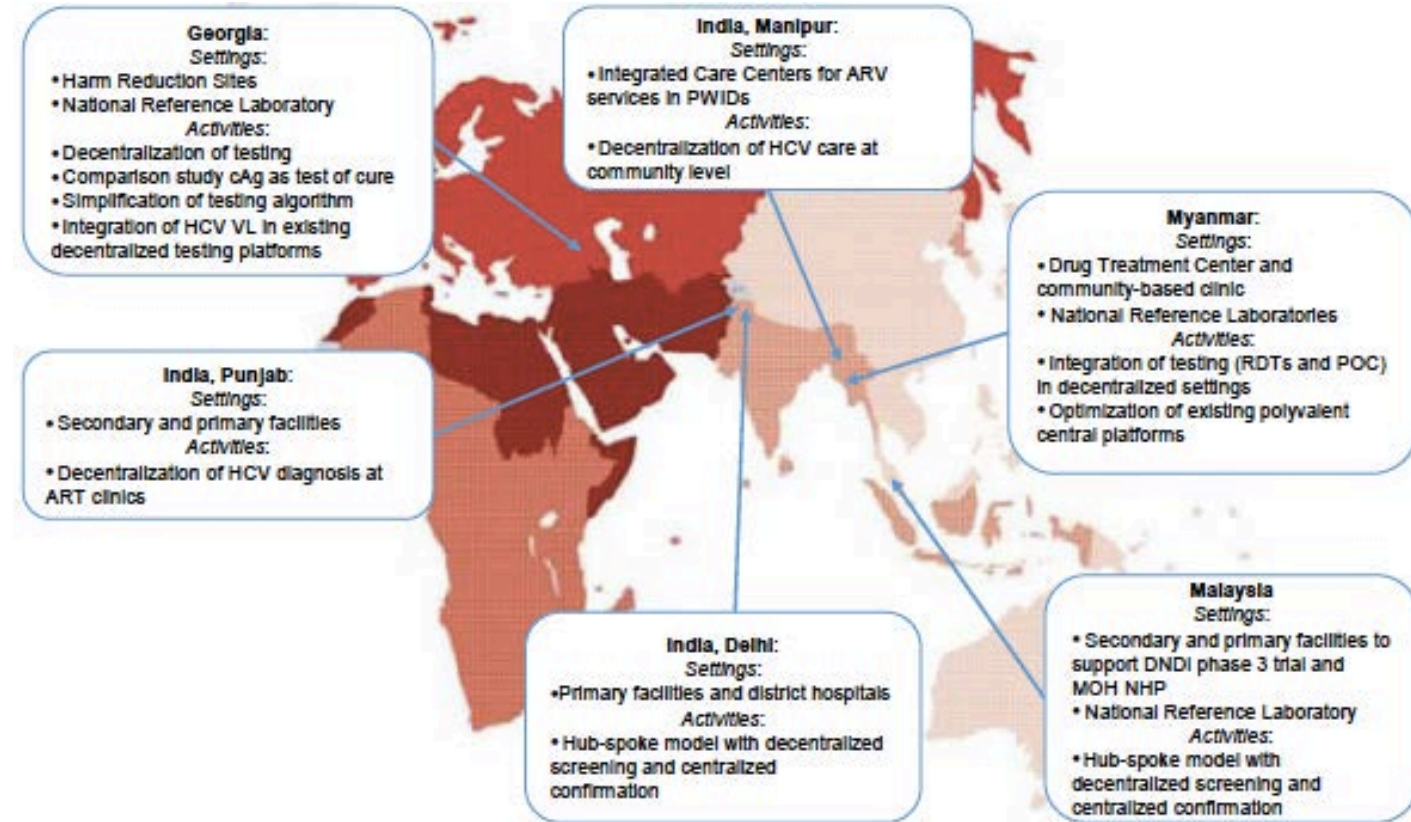 Georgia:
Settings:
• Harm Reduction Sites
• National Reference Laboratory
Activities:
• Decentralization of testing
• Comparison study cAg as test of cure
• Simplification of testing algorithm
• Integration of HCV VL in existing
decentralized testing platforms
India, Manipur:
Settings:
• Integrated Care Centers for ARV
services in PWIDs
Activities:
• Decentralization of HCV care at
community level
Myanmar:
Settings:
• Drug Treatment Center and
community-based clinic
• National Reference Laboratories
Activities:
• Integration of testing (RDTs and POC)
in decentralized settings
• Optimization of existing polyvalent
central platforms
India, Punjab:
Settings:
• Secondary and primary facilities
Activities:
• Decentralization of HCV diagnosis at
ART clinics
India, Delhi:
Settings:
•Primary facilities and district hospitals
Activities:
• Hub-spoke model with decentralized
screening and centralized
confirmation
Malaysia
Settings:
• Secondary and primary facilities to
support DNDI phase 3 trial and
MOH NHP
• National Reference Laboratory
Activities:
• Hub-spoke model with
decentralized screening and
centralized confirmation